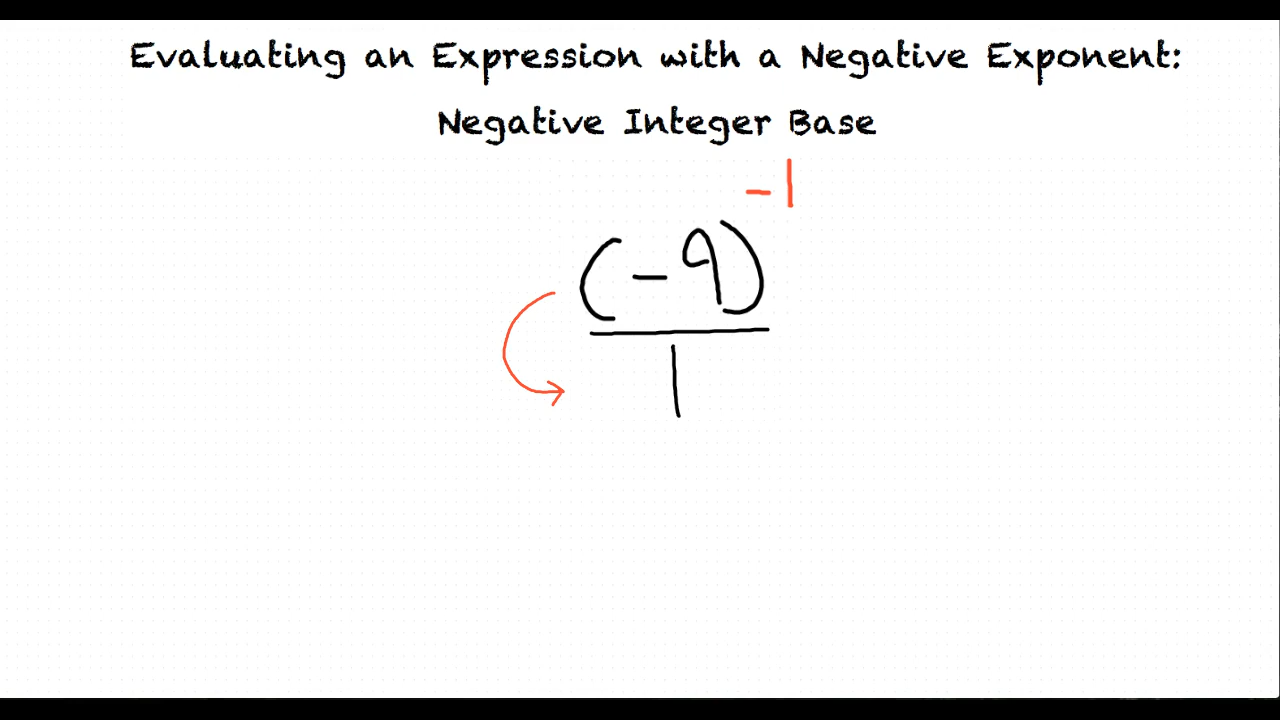 Evaluating an Expression with a Negative Exponent:
Negative Integer Base
-1
(-9)
1